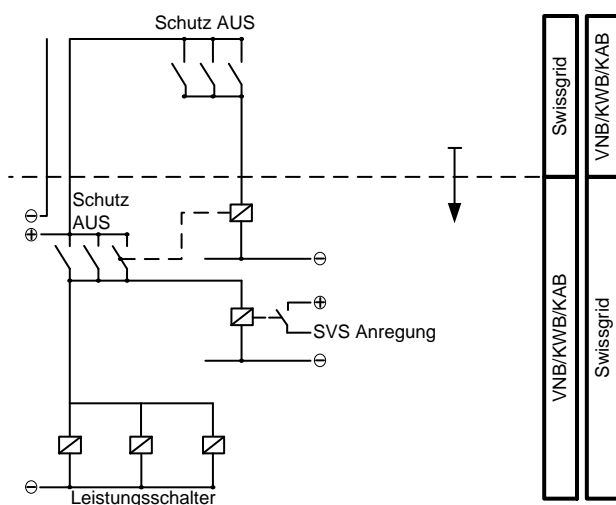 Schutz AUS
Swissgrid
VNB/KWB/KAB
Schutz
AUS
SVS Anregung
VNB/KWB/KAB
Swissgrid
Leistungsschalter